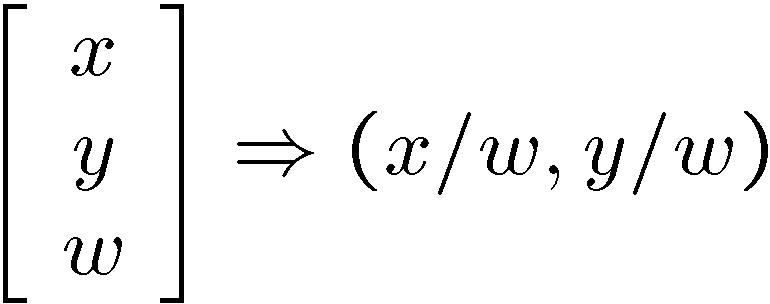 x
y ⇒ (x/w, y/w)
w